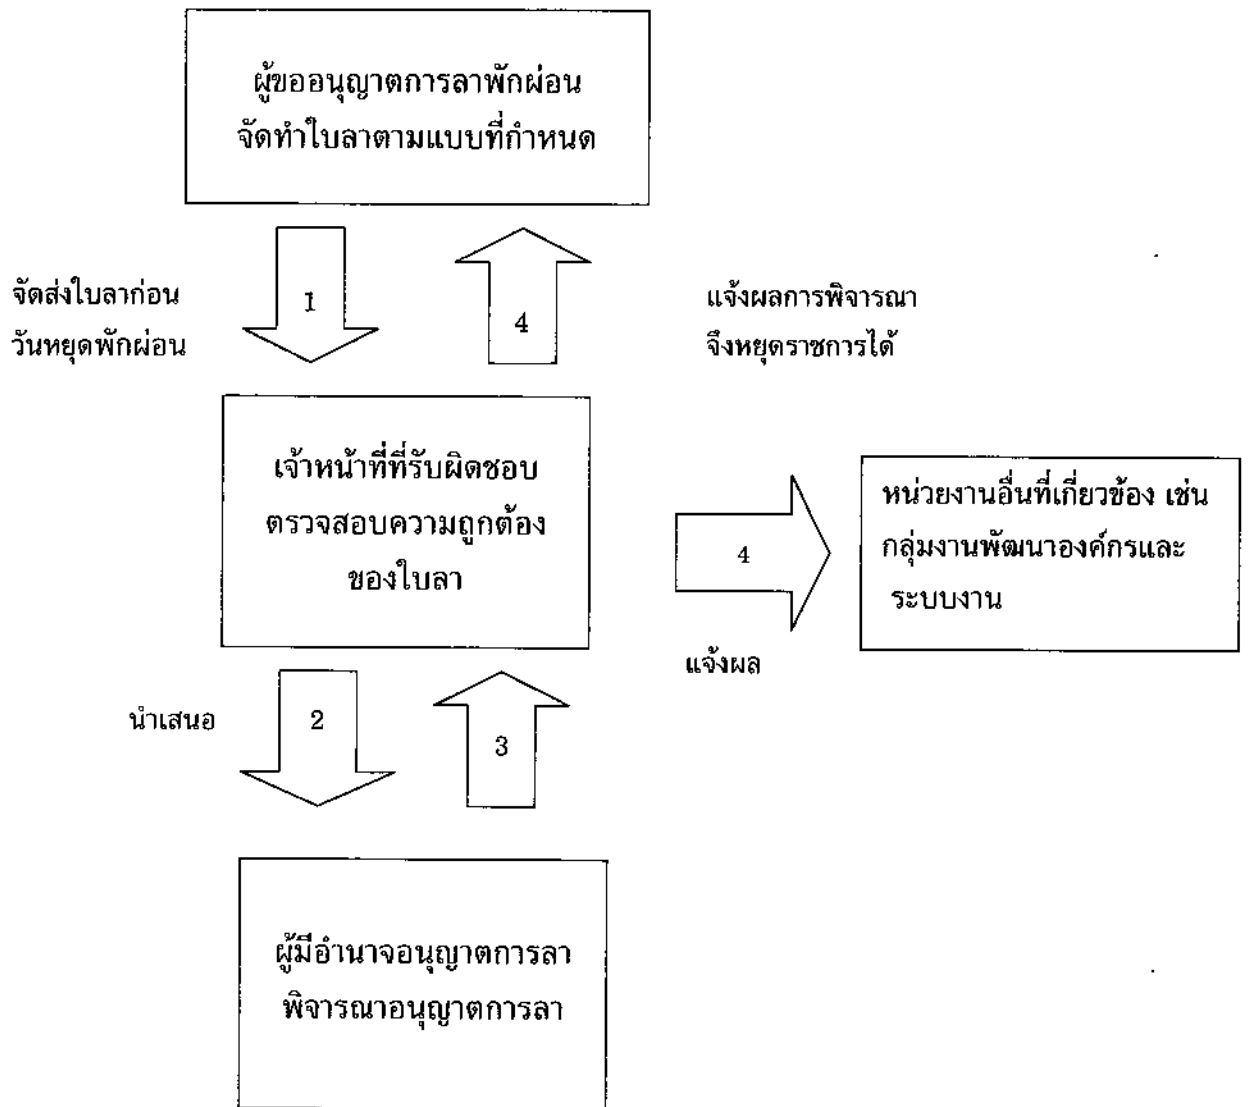 ผู้ขออนุญาตการลาพักผ่อน
จัดทำใบลาตามแบบที่กำหนด
จัดส่งใบลาก่อน
วันหยุดพักผ่อน
1
4
แจ้งผลการพิจารณา
จึงหยุดราชการได้
เจ้าหน้าที่ที่รับผิดชอบ
ตรวจสอบความถูกต้อง
ของใบลา
4
แจ้งผล
หน่วยงานอื่นที่เกี่ยวข้อง เช่น
กลุ่มงานพัฒนาองค์กรและ
ระบบงาน
นำเสนอ
2
3
ผู้มีอำนาจอนุญาตการลา
พิจารณาอนุญาตการลา